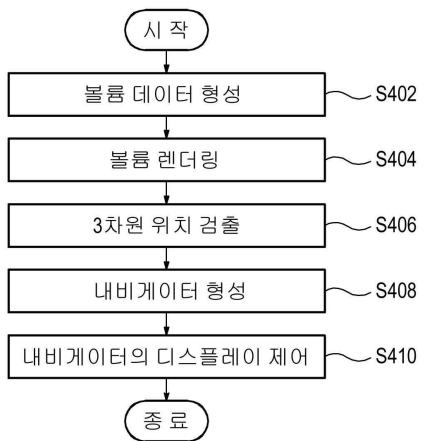 시작
볼륨 데이터 형성 S402
볼륨 렌더링 S404
3차원 위치 검출 S406
내비게이터 형성 S408
내비게이터의 디스플레이 제어 S410
종료